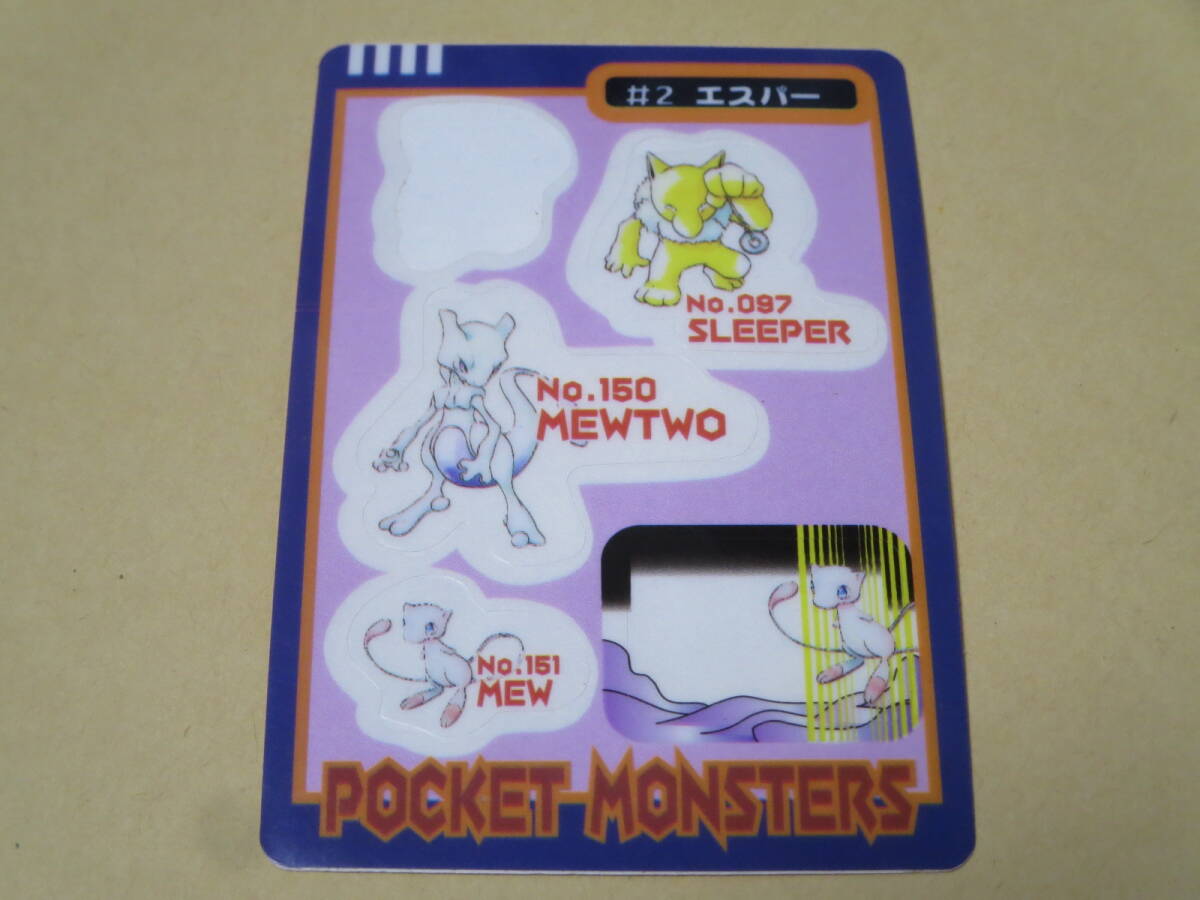 #2 エスパー
No.097
SLEEPER
No.150
MEWTWO
No.151
MEW
POCKET MONSTERS